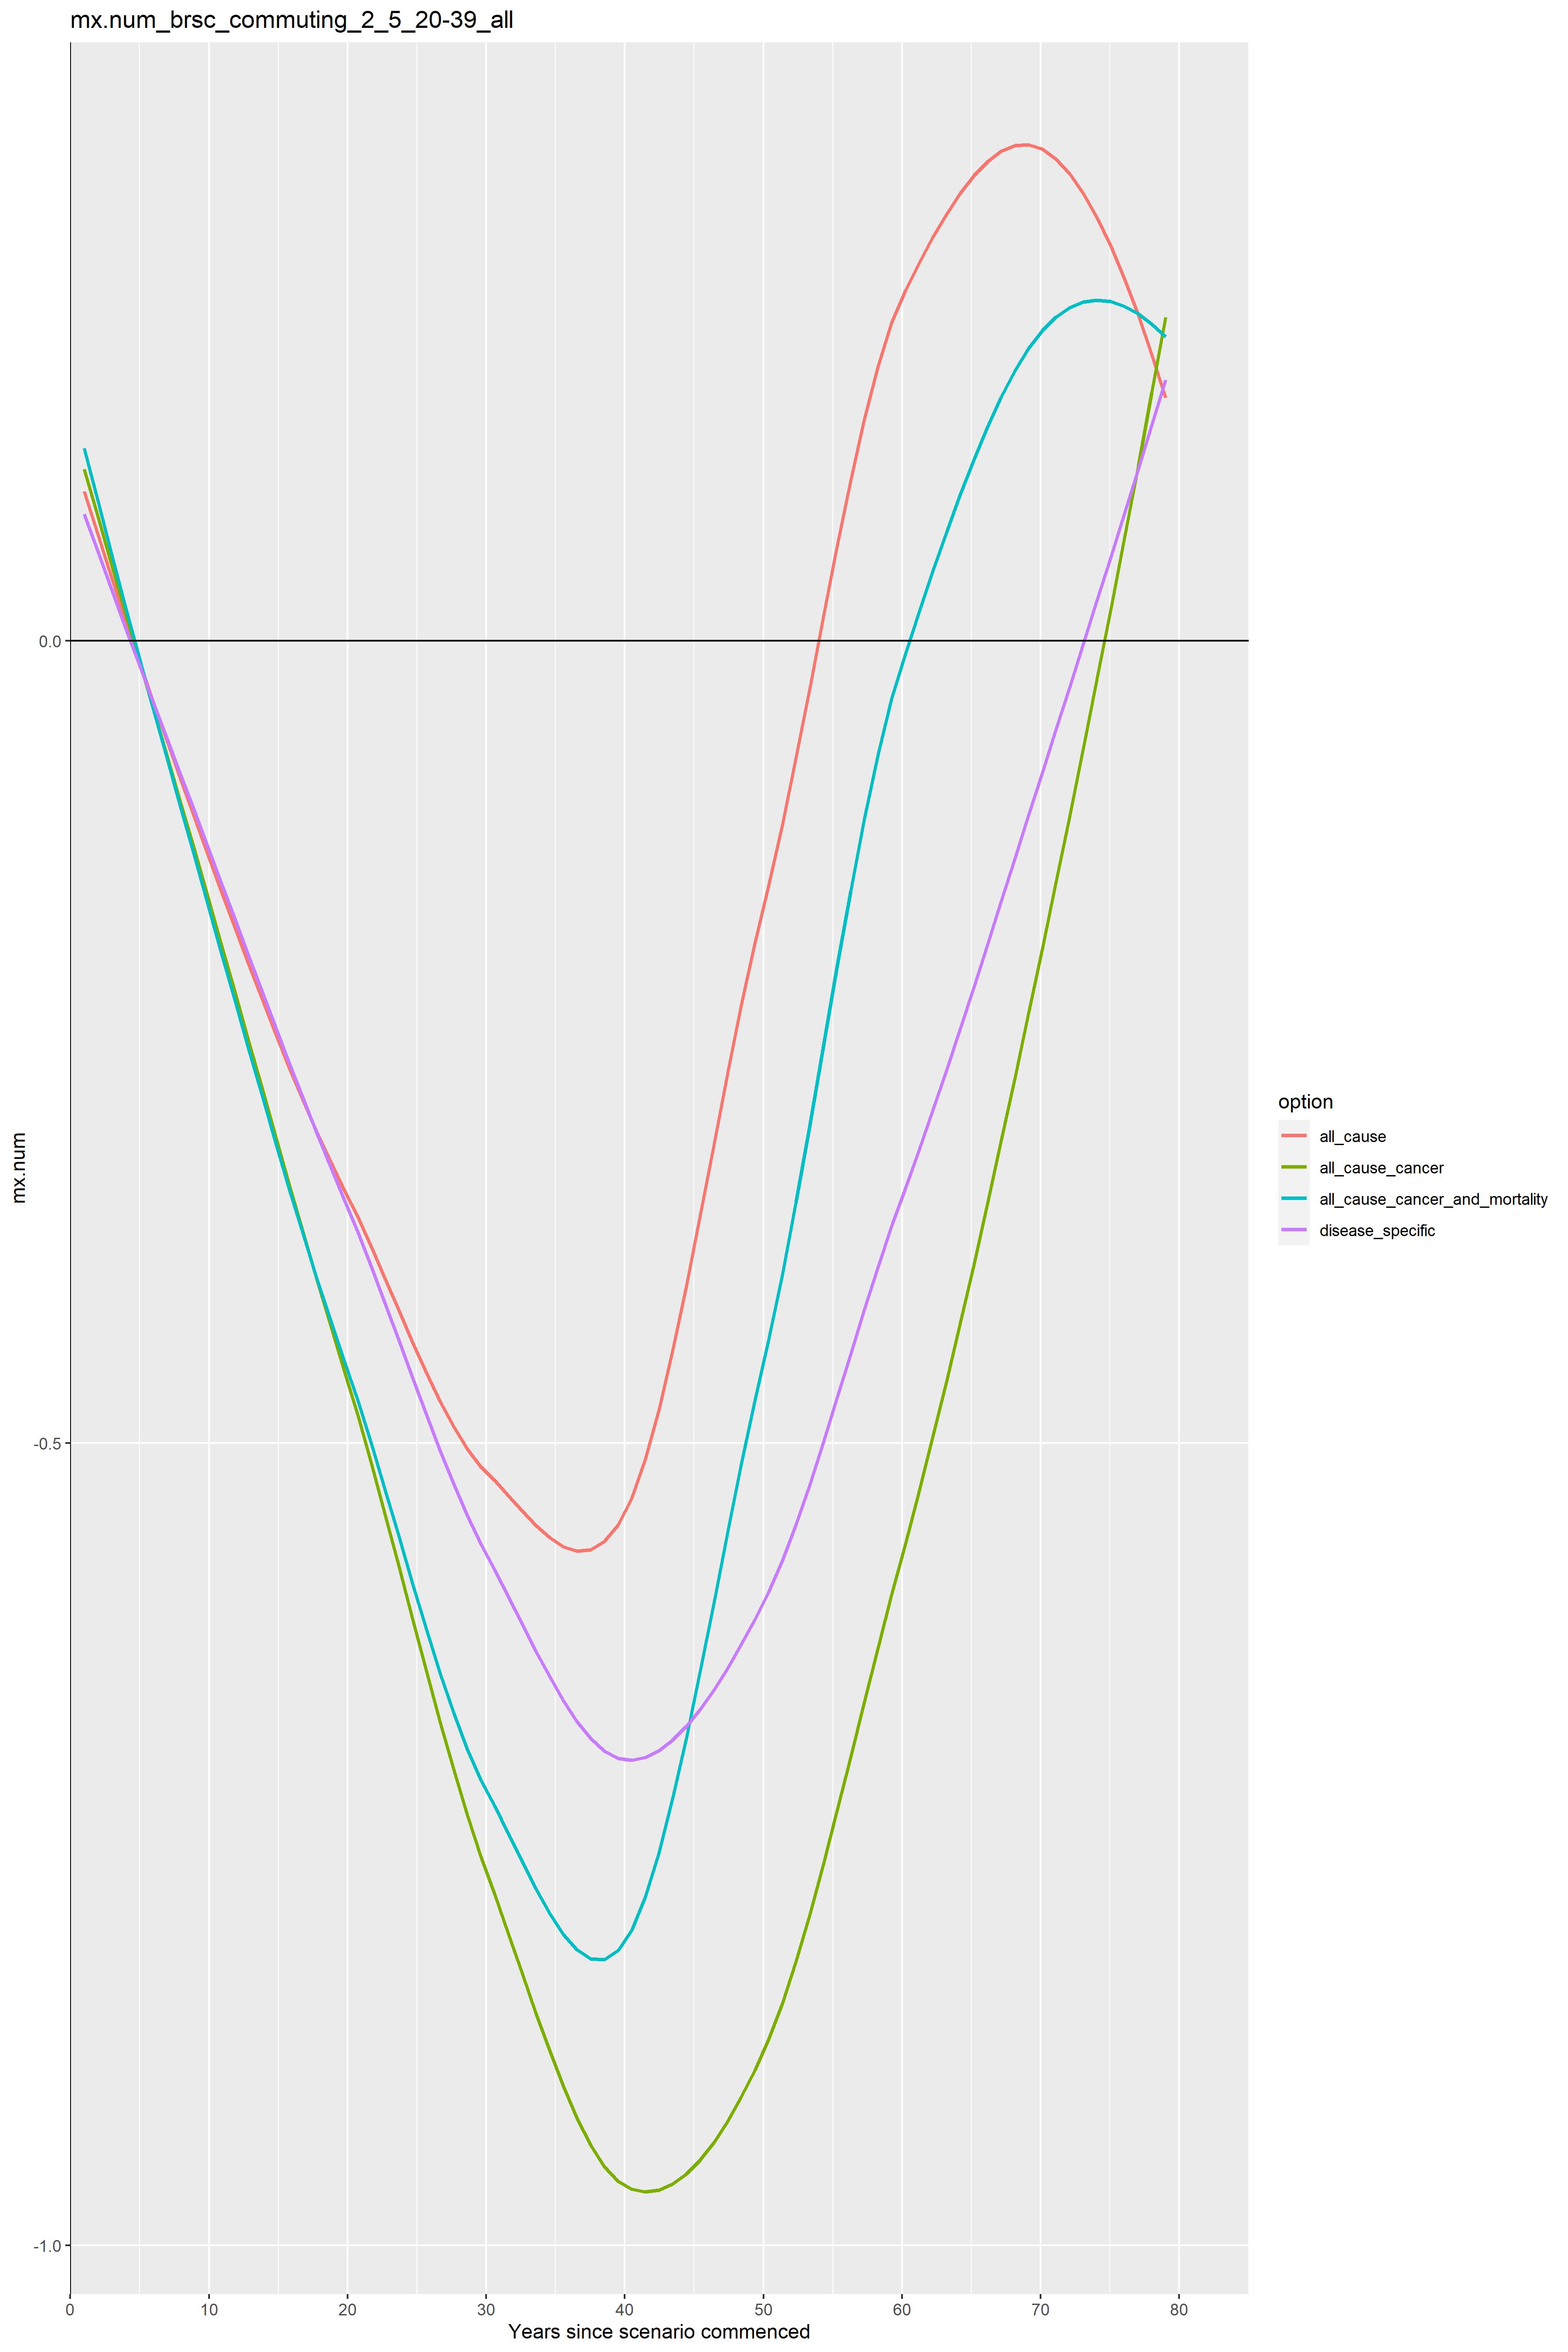 mx.num_brsc_commuting_2_5_20-39_all
mx.num
0.0
-0.5
-1.0
0 10 20 30 40 50 60 70 80
Years since scenario commenced
option
all_cause
all_cause_cancer
all_cause_cancer_and_mortality
disease_specific